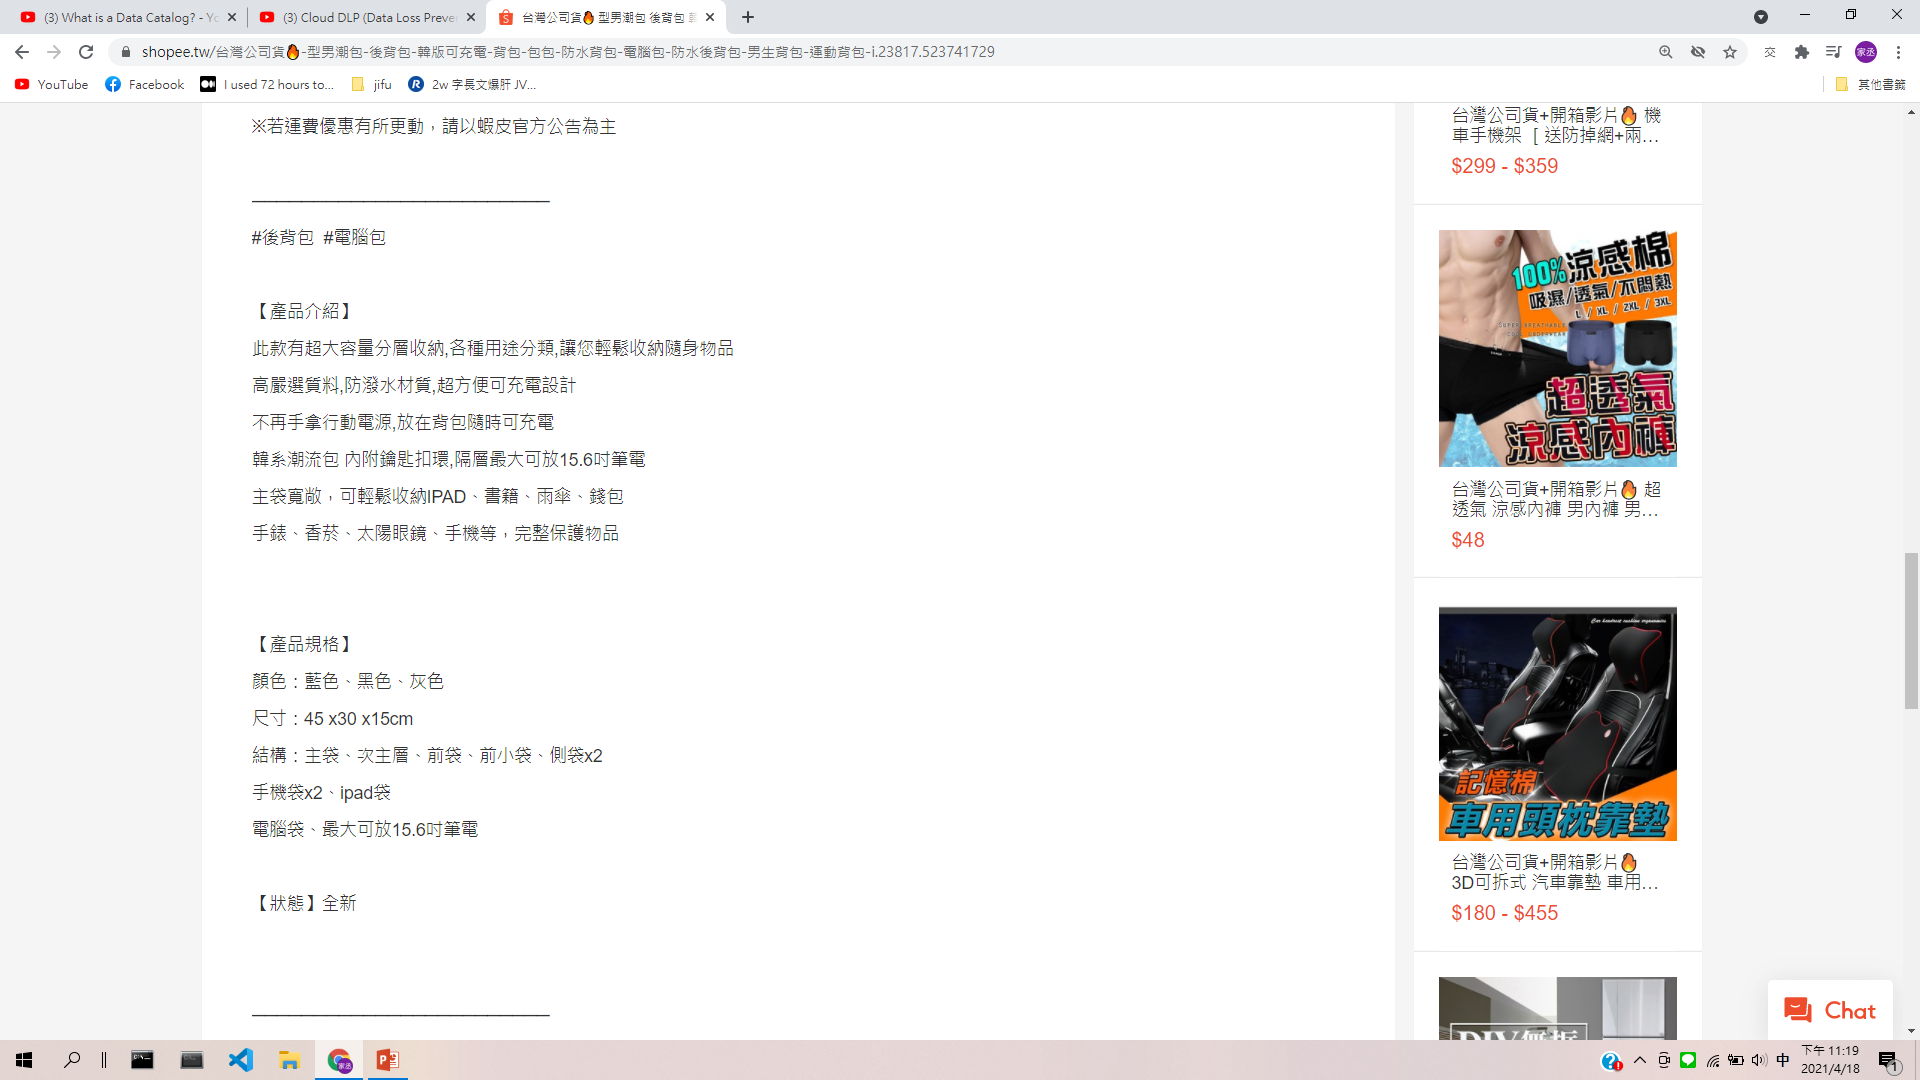 (3) What is a Data Catalog? - Yo
(3) Cloud DLP (Data Loss Preven
台灣公司貨🔥 型男潮包 後背包 韓
shopee.tw/台灣公司貨🔥-型男潮包-後背包-韓版可充電-背包-包包-防水背包-電腦包-防水後背包-男生背包-運動背包-i.23817.523741729
家丞
YouTube
Facebook
I used 72 hours to...
jifu
2w 字長文爆肝 JV...
其他書籤
※若運費優惠有所更動，請以蝦皮官方公告為主
#後背包 #電腦包
【產品介紹】
此款有超大容量分層收納,各種用途分類,讓您輕鬆收納隨身物品
高嚴選質料,防潑水材質,超方便可充電設計
不再手拿行動電源,放在背包隨時可充電
韓系潮流包 內附鑰匙扣環,隔層最大可放15.6吋筆電
主袋寬敞，可輕鬆收納IPAD、書籍、雨傘、錢包
手錶、香菸、太陽眼鏡、手機等，完整保護物品
【產品規格】
顏色：藍色、黑色、灰色
尺寸：45 x30 x15cm
結構：主袋、次主層、前袋、前小袋、側袋x2
手機袋x2、ipad袋
電腦袋、最大可放15.6吋筆電
【狀態】全新
台灣公司貨+開箱影片🔥 機
車手機架 [ 送防掉網+兩...
$299 - $359
100%涼感棉
吸濕/透氣/不悶熱
L / XL / 2XL / 3XL
超透氣
涼感內褲
台灣公司貨+開箱影片🔥 超
透氣 涼感內褲 男內褲 男...
$48
Car headrest cushion ergonomics
記憶棉
車用頭枕靠墊
台灣公司貨+開箱影片🔥
3D可拆式 汽車靠墊 車用...
$180 - $455
Chat
家丞
中
下午 11:19
2021/4/18
1